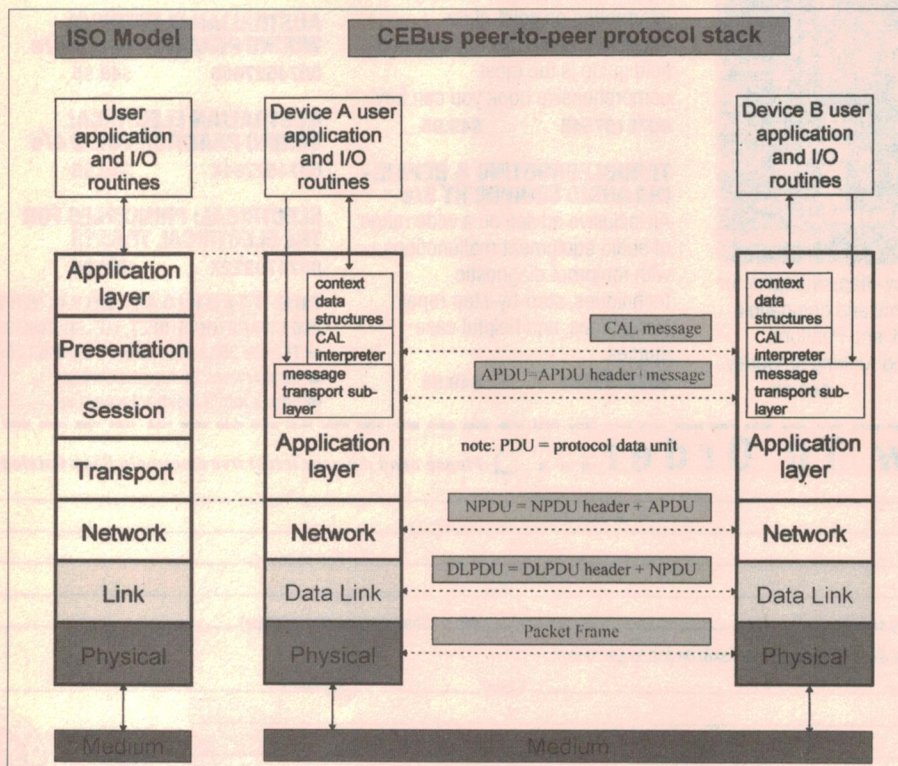 ISO Model
CEBus peer-to-peer protocol stack
User
application
and I/O
routines
Device A user
application
and I/O
routines
Device B user
application
and I/O
routines
Application
layer
Presentation
Session
Transport
Network
Link
Physical
Medium
context
data
structures
CAL
interpreter
message
transport sub-
layer
Application
layer
Network
Data Link
Physical
CAL message
APDU=APDU header+message
note: PDU = protocol data unit
NPDU = NPDU header + APDU
DLPDU = DLPDU header + NPDU
Packet Frame
context
data
structures
CAL
interpreter
message
transport sub-
layer
Application
layer
Network
Data Link
Physical
Medium